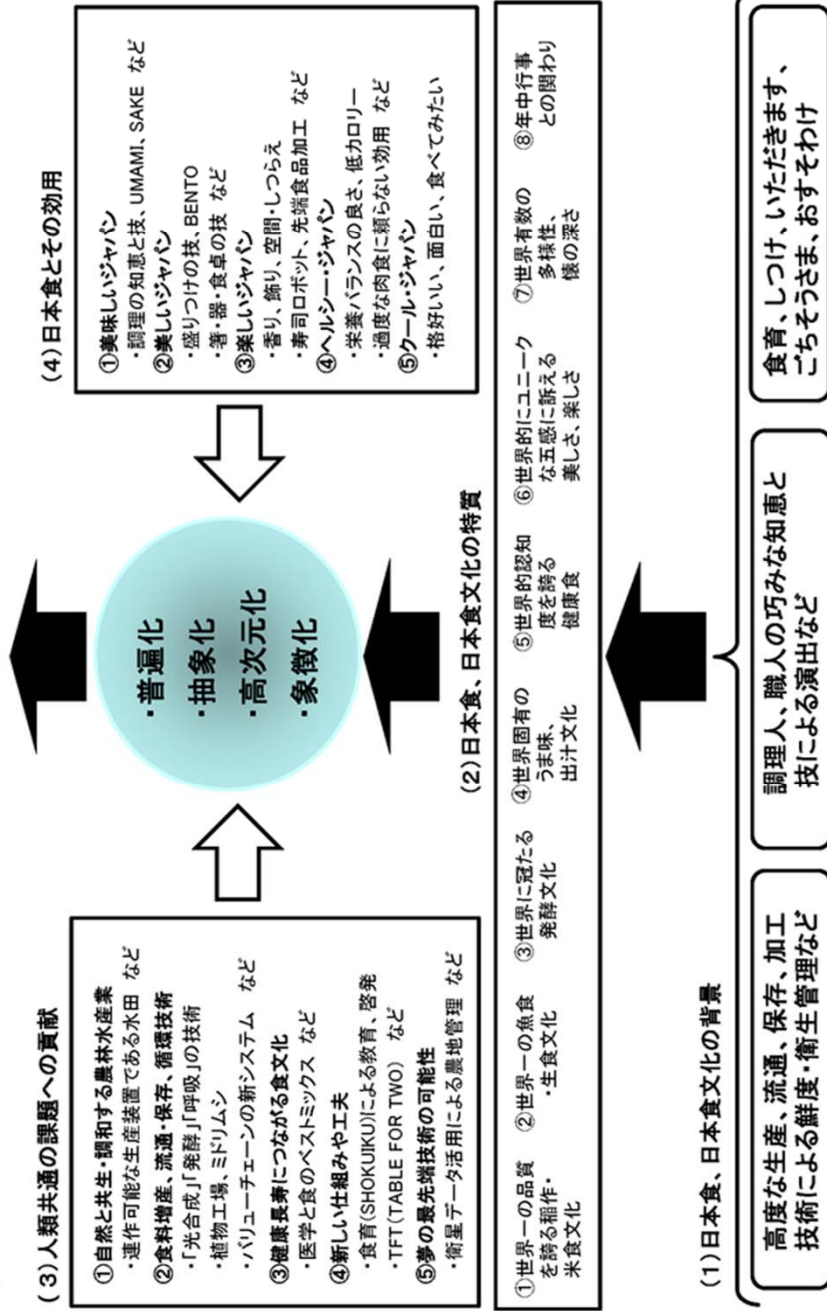 (3)人類共通の課題への貢献
①自然と共生・調和する農林水産業
・連作可能な生産装置である水田 など
②食料増産、流通・保存、循環技術
・「光合成」「発酵」「呼吸」の技術
・植物工場、ミドリムシ
・バリューチェーンの新システム など
③健康長寿につながる食文化
・医学と食のベストミックス など
④新しい仕組みや工夫
・食育(SHOKUIKU)による教育、啓発
・TFT(TABLE FOR TWO) など
⑤夢の最先端技術の可能性
・衛星データ活用による農地管理 など
・普遍化
・抽象化
・高次元化
・象徴化
(4)日本食とその効用
①美味しいジャパン
・調理の知恵と技、UMAMI、SAKE など
②美しいジャパン
・盛りつけの技、BENTO
・箸・器・食卓の技 など
③楽しいジャパン
・香り、飾り、空間・しつらえ
・寿司ロボット、先端食品加工 など
④ヘルシー・ジャパン
・栄養バランスの良さ、低カロリー
・過度な肉食に頼らない効用 など
⑤クール・ジャパン
・格好いい、面白い、食べてみたい
(2)日本食、日本食文化の特質
①世界一の品質
を誇る稲作・
米食文化
②世界一の魚食
・生食文化
③世界に冠たる
発酵文化
④世界固有の
うま味、
出汁文化
⑤世界的認知
度を誇る
健康食
⑥世界的にユニーク
な五感に訴える
美しさ、楽しさ
⑦世界有数の
多様性、
懐の深さ
⑧年中行事
との関わり
(1)日本食、日本食文化の背景
高度な生産、流通、保存、加工
技術による鮮度・衛生管理など
調理人、職人の巧みな知恵と
技による演出など
食育、しつけ、いただきます、
ごちそうさま、おすそわけ